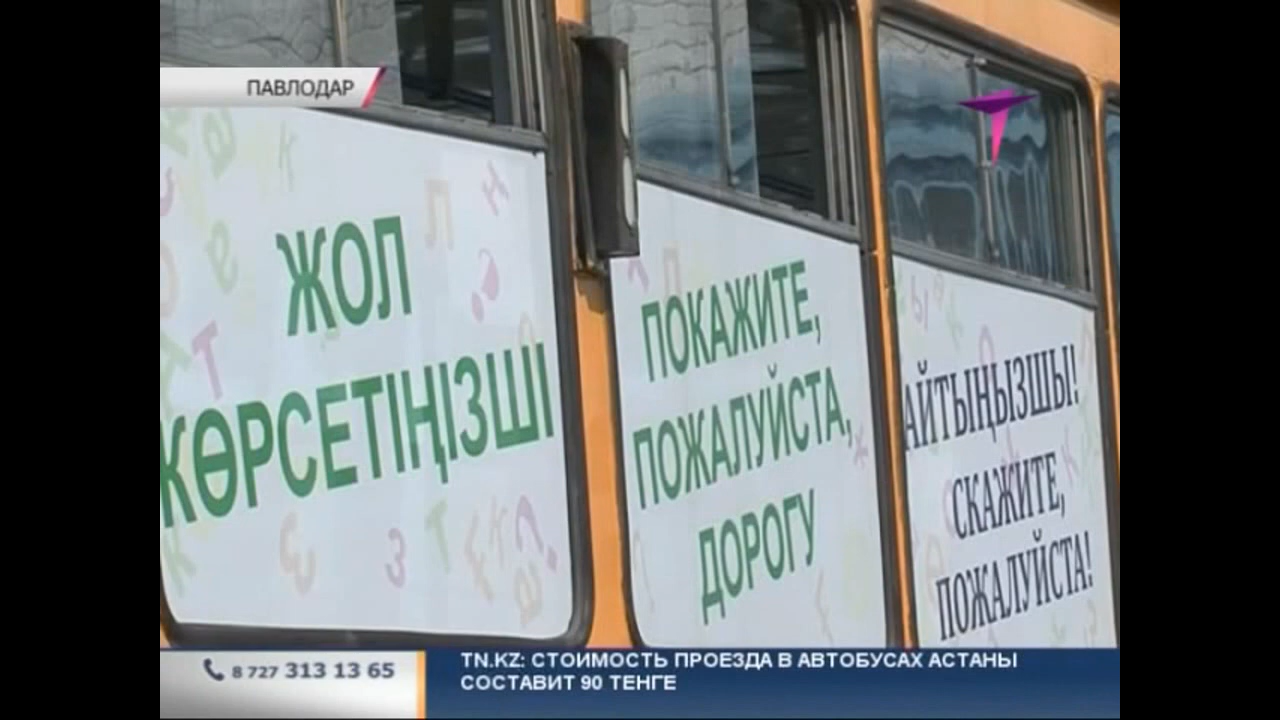 ПАВЛОДАР
ЖОЛ
КӨРСЕТІҢІЗШІ
ПОКАЖИТЕ,
ПОЖАЛУЙСТА,
ДОРОГУ
АЙТЫҢЫЗШЫ!
СКАЖИТЕ,
ПОЖАЛУЙСТА!
8 727 313 13 65
TN.KZ: СТОИМОСТЬ ПРОЕЗДА В АВТОБУСАХ АСТАНЫ
СОСТАВИТ 90 ТЕНГЕ